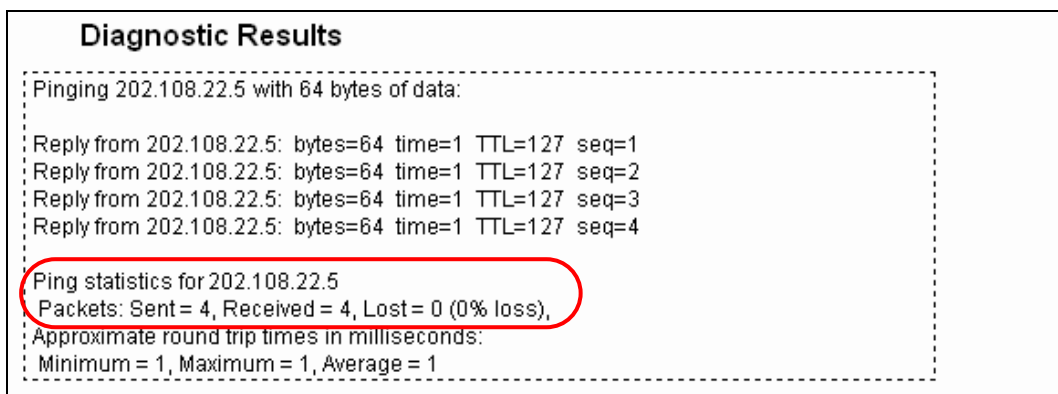 Diagnostic Results
Pinging 202.108.22.5 with 64 bytes of data:
Reply from 202.108.22.5: bytes=64 time=1 TTL=127 seq=1
Reply from 202.108.22.5: bytes=64 time=1 TTL=127 seq=2
Reply from 202.108.22.5: bytes=64 time=1 TTL=127 seq=3
Reply from 202.108.22.5: bytes=64 time=1 TTL=127 seq=4
Ping statistics for 202.108.22.5
Packets: Sent = 4, Received = 4, Lost = 0 (0% loss),
Approximate round trip times in milliseconds:
Minimum = 1, Maximum = 1, Average = 1